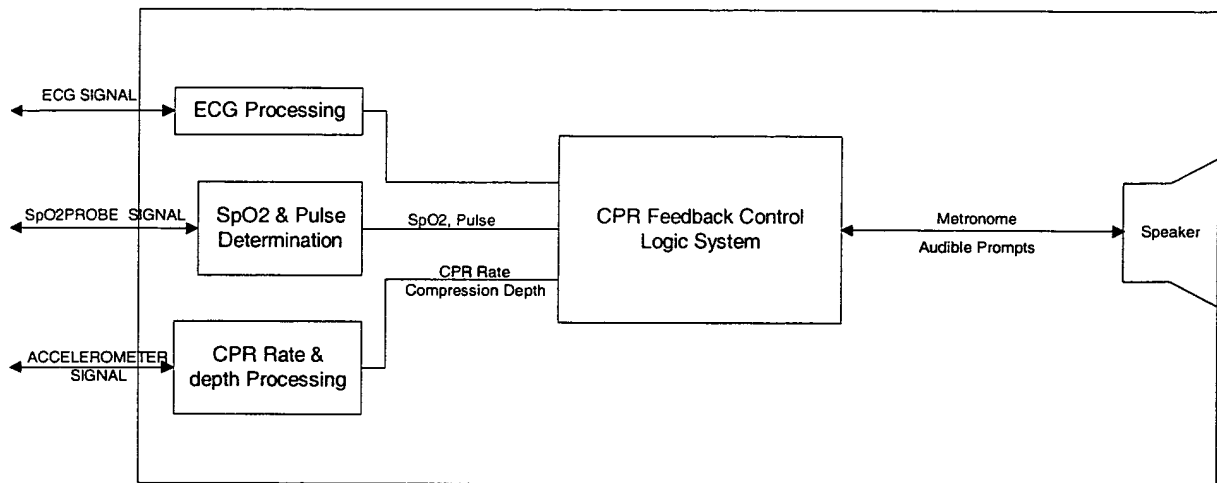 ECG SIGNAL
ECG Processing
SpO2PROBE SIGNAL
SpO2 & Pulse
Determination
SpO2, Pulse
CPR Feedback Control
Logic System
Metronome
Audible Prompts
Speaker
CPR Rate
Compression Depth
ACCELEROMETER
SIGNAL
CPR Rate &
depth Processing